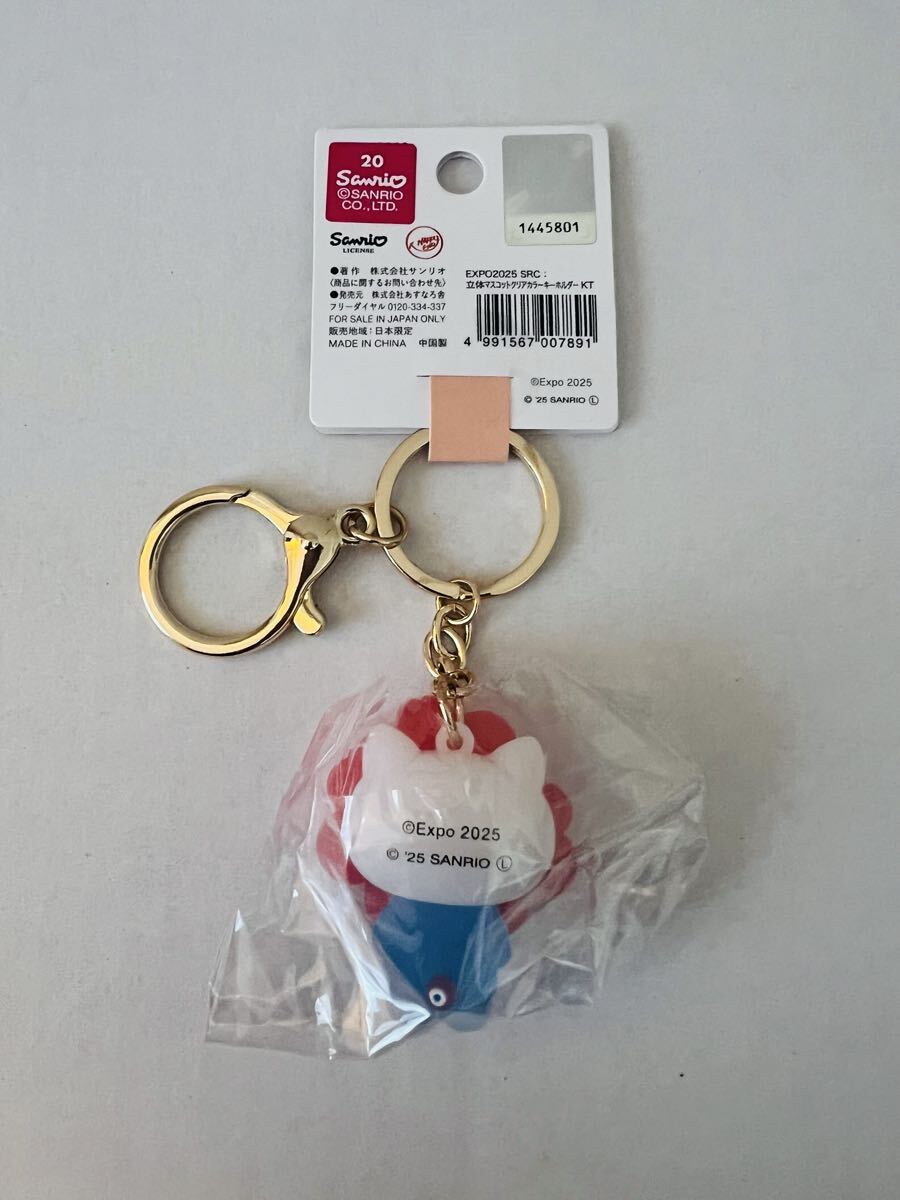 20
Sanrio
©SANRIO
CO.,LTD.
1445801
Sanrio
LICENSE
●著作 株式会社サンリオ
(商品に関するお問い合わせ先)
●発売元 株式会社あすなろ舎
フリーダイヤル 0120-334-337
FOR SALE IN JAPAN ONLY
販売地域:日本限定
MADE IN CHINA 中国製
EXPO2025 SRC:
立体マスコットクリアカラーキーホルダー KT
4 991567 007891
©Expo 2025
© '25 SANRIO Ⓛ
©Expo 2025
© '25 SANRIO Ⓛ